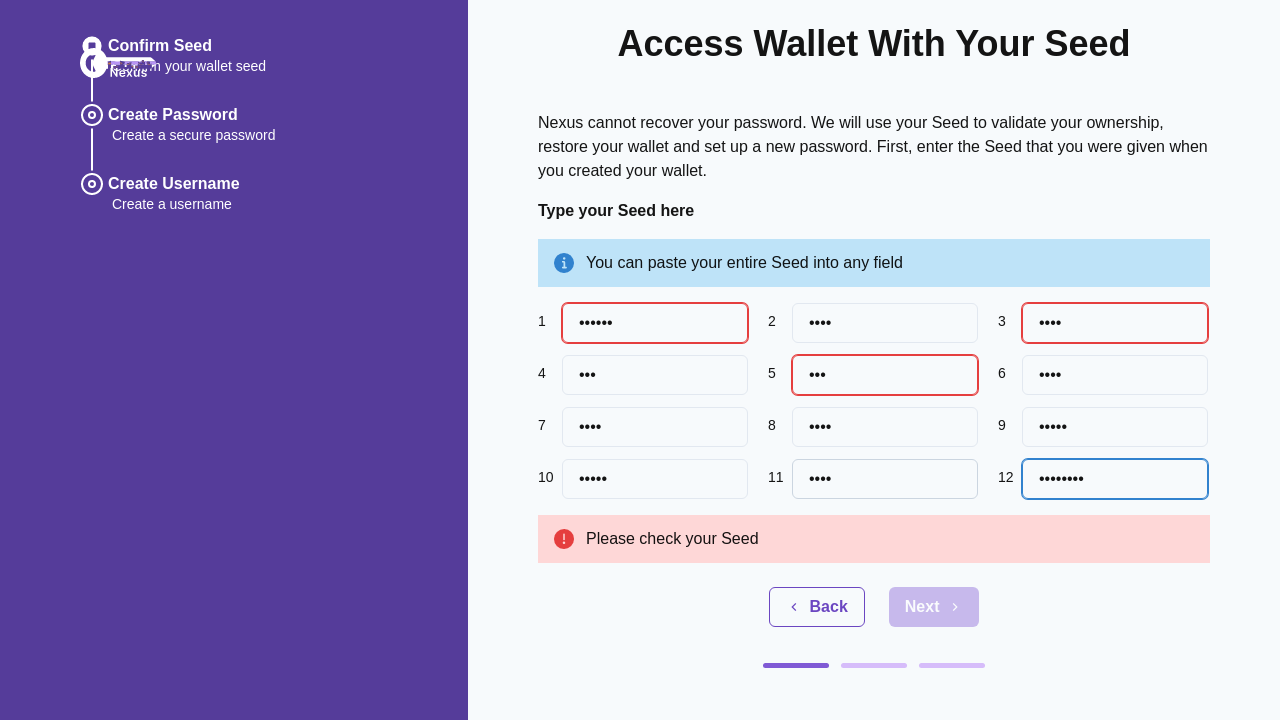 Confirm Seed
your wallet seed
Nexus
Create Password
Create a secure password
Create Username
Create a username
Access Wallet With Your Seed
Nexus cannot recover your password. We will use your Seed to validate your ownership,
restore your wallet and set up a new password. First, enter the Seed that you were given when
you created your wallet.
Type your Seed here
You can paste your entire Seed into any field
1 ••••••
2 ••••
3 ••••
4 •••
5 •••
6 ••••
7 ••••
8 ••••
9 •••••
10 •••••
11 ••••
12 ••••••••
Please check your Seed
Back
Next